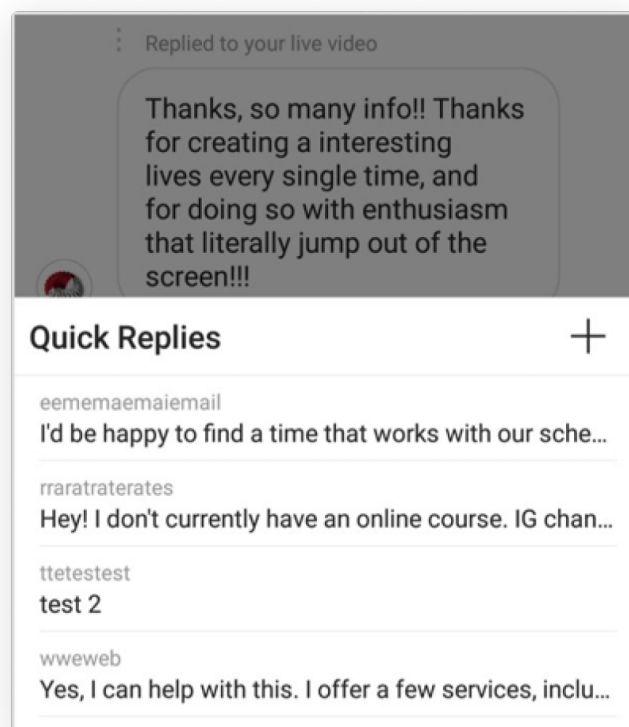 Replied to your live video
Thanks, so many info!! Thanks
for creating a interesting
lives every single time, and
for doing so with enthusiasm
that literally jump out of the
screen!!!
Quick Replies
eememaemaiemail
I'd be happy to find a time that works with our sche...
rraratraterates
Hey! I don't currently have an online course. IG chan...
ttetestest
test 2
wweweb
Yes, I can help with this. I offer a few services, inclu...